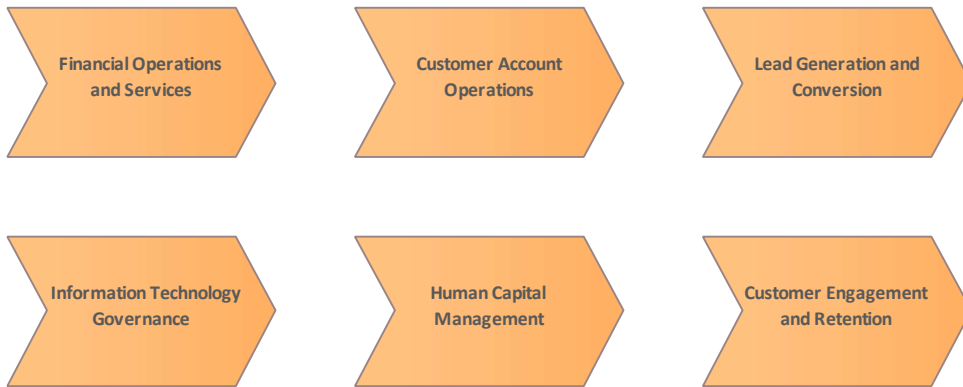 Financial Operations
and Services
Customer Account
Operations
Lead Generation and
Conversion
Information Technology
Governance
Human Capital
Management
Customer Engagement
and Retention